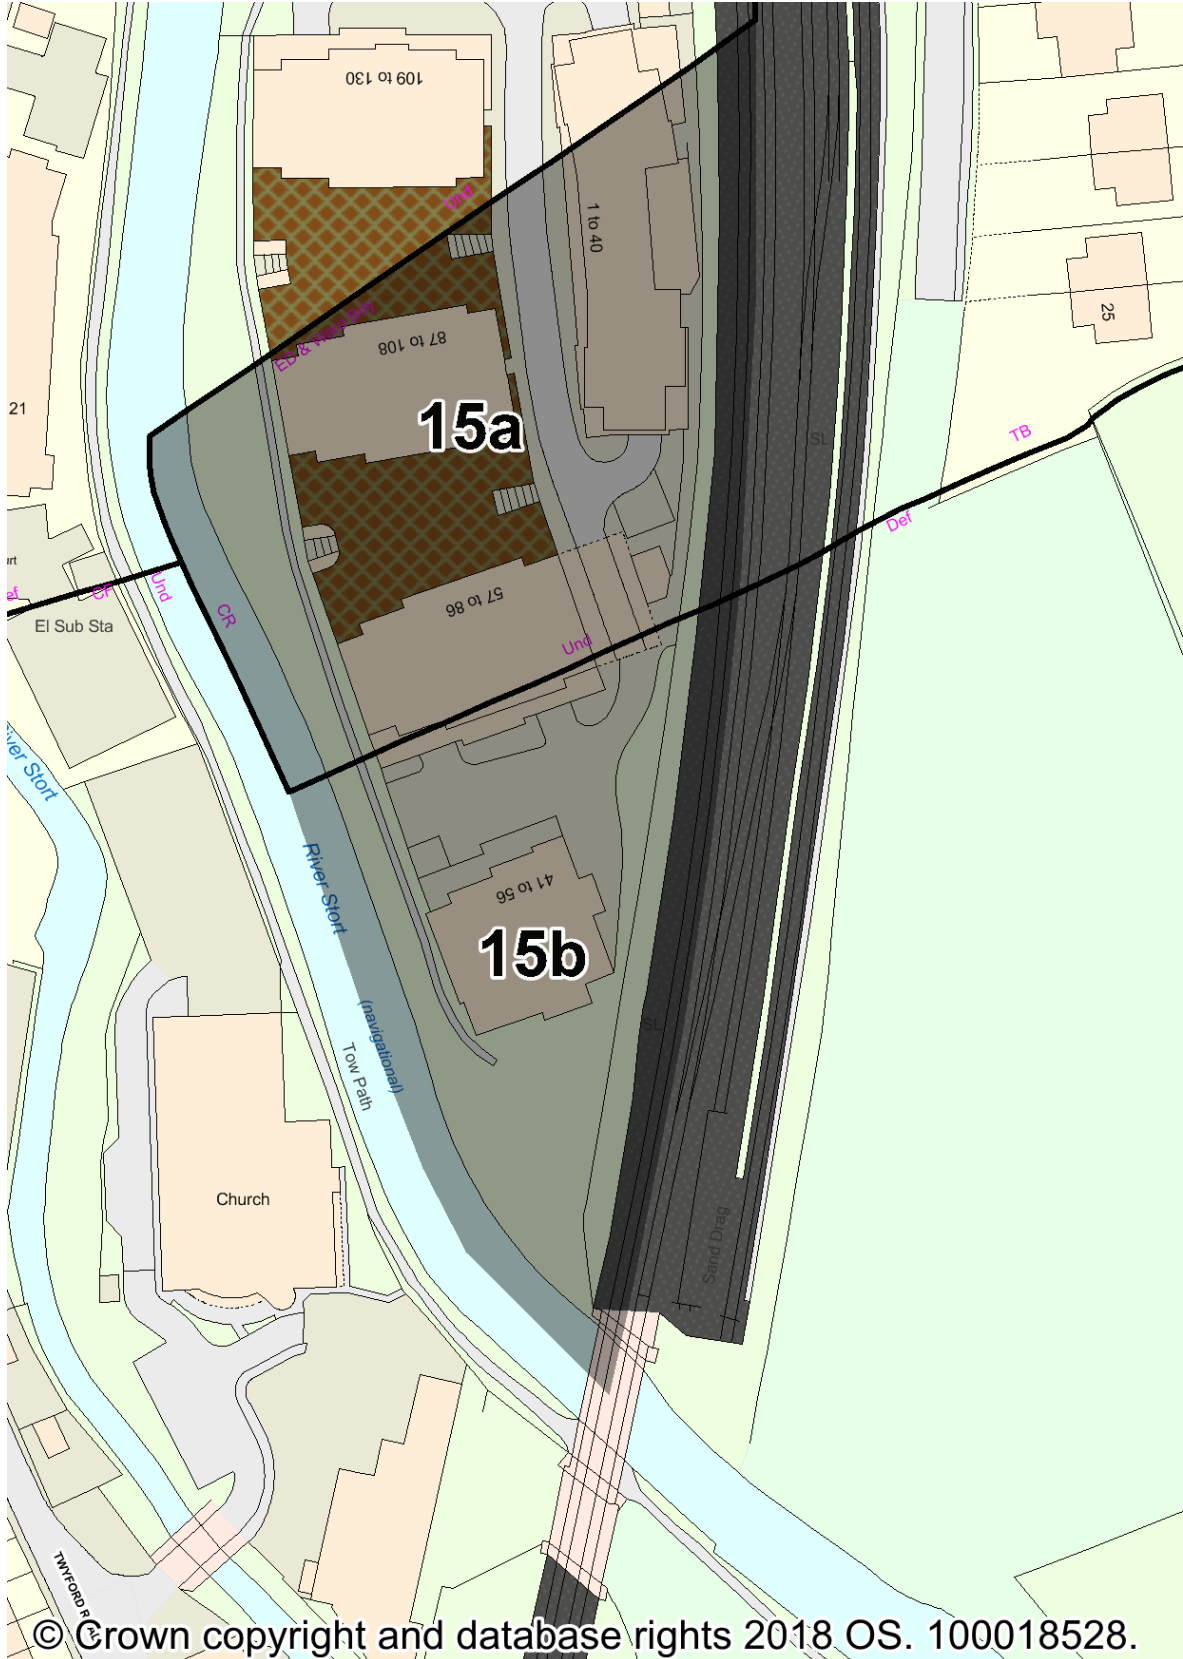 109 to 130
Und
1 to 40
ED & Ward Bdy
87 to 108
25
21
15a
SL
TB
Def
CF
Und
CR
57 to 86
Und
El Sub Sta
River Stort
41 to 56
River Stort
15b
(navigational)
SL
Tow Path
Church
Sand Drag
TWYFORD R
© Crown copyright and database rights 2018 OS. 100018528.